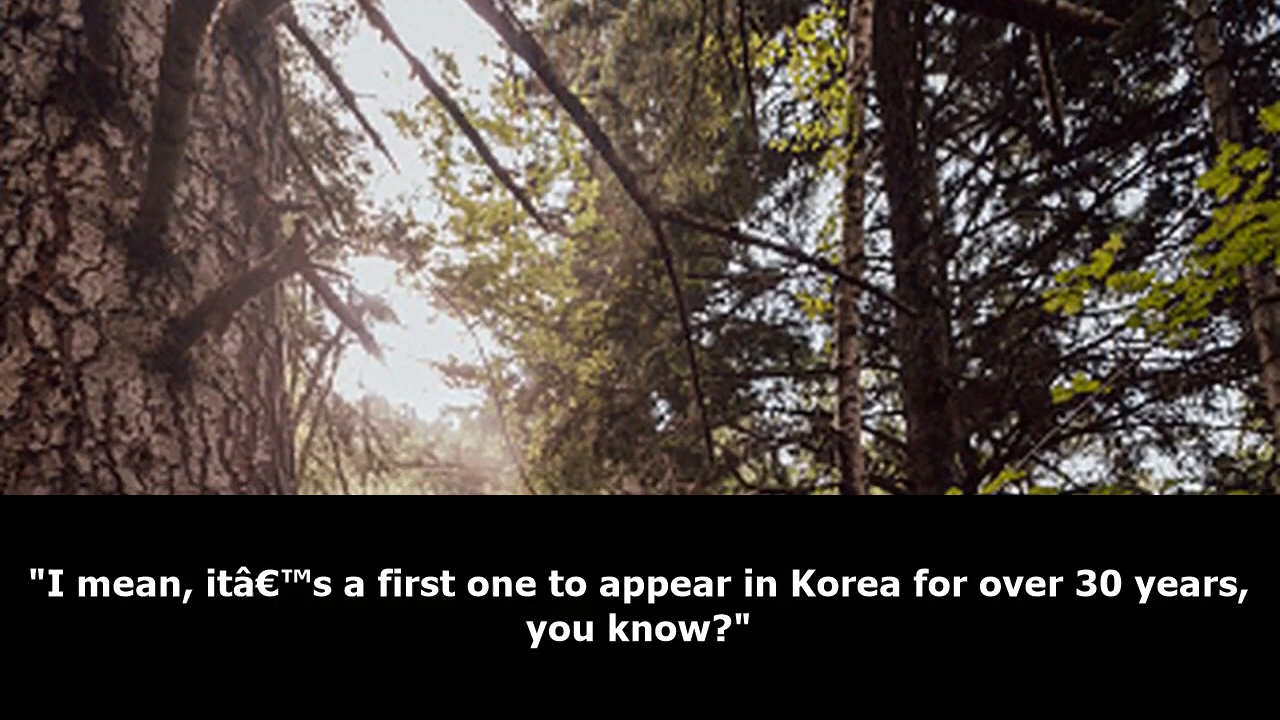 "I mean, itâ€™s a first one to appear in Korea for over 30 years,
you know?"